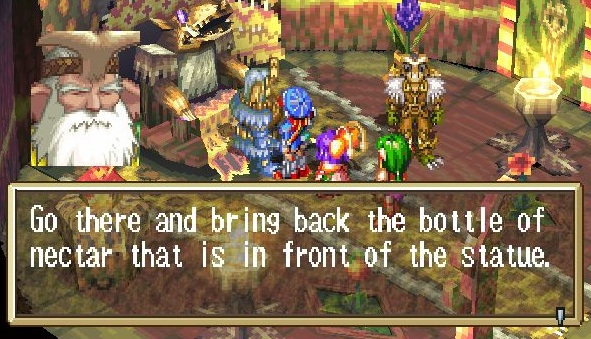 Go there and bring back the bottle of
nectar that is in front of the statue.